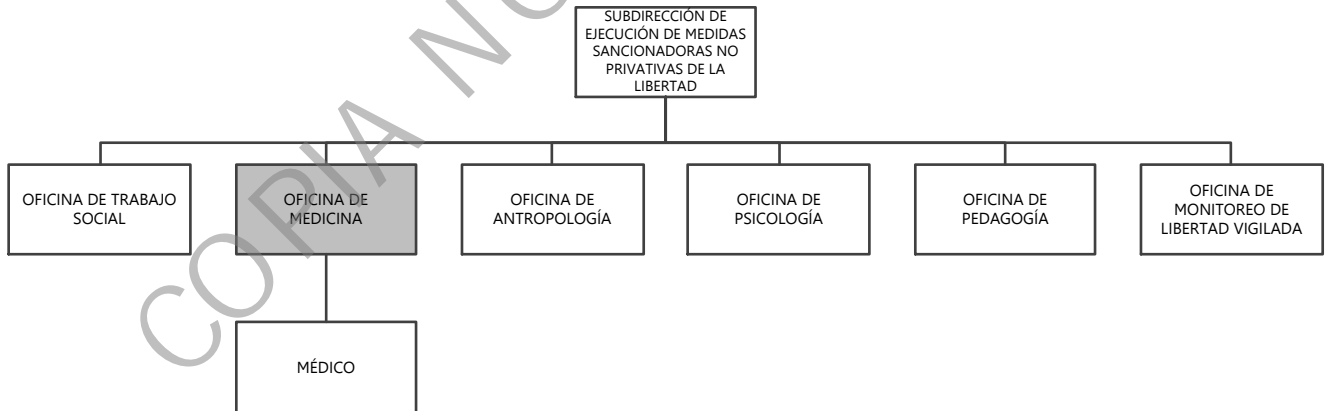 SUBDIRECCIÓN DE
EJECUCIÓN DE MEDIDAS
SANCIONADORAS NO
PRIVATIVAS DE LA
LIBERTAD
OFICINA DE TRABAJO
SOCIAL
OFICINA DE
MEDICINA
OFICINA DE
ANTROPOLOGÍA
OFICINA DE
PSICOLOGÍA
OFICINA DE
PEDAGOGÍA
OFICINA DE
MONITOREO DE
LIBERTAD VIGILADA
MÉDICO
COPIA